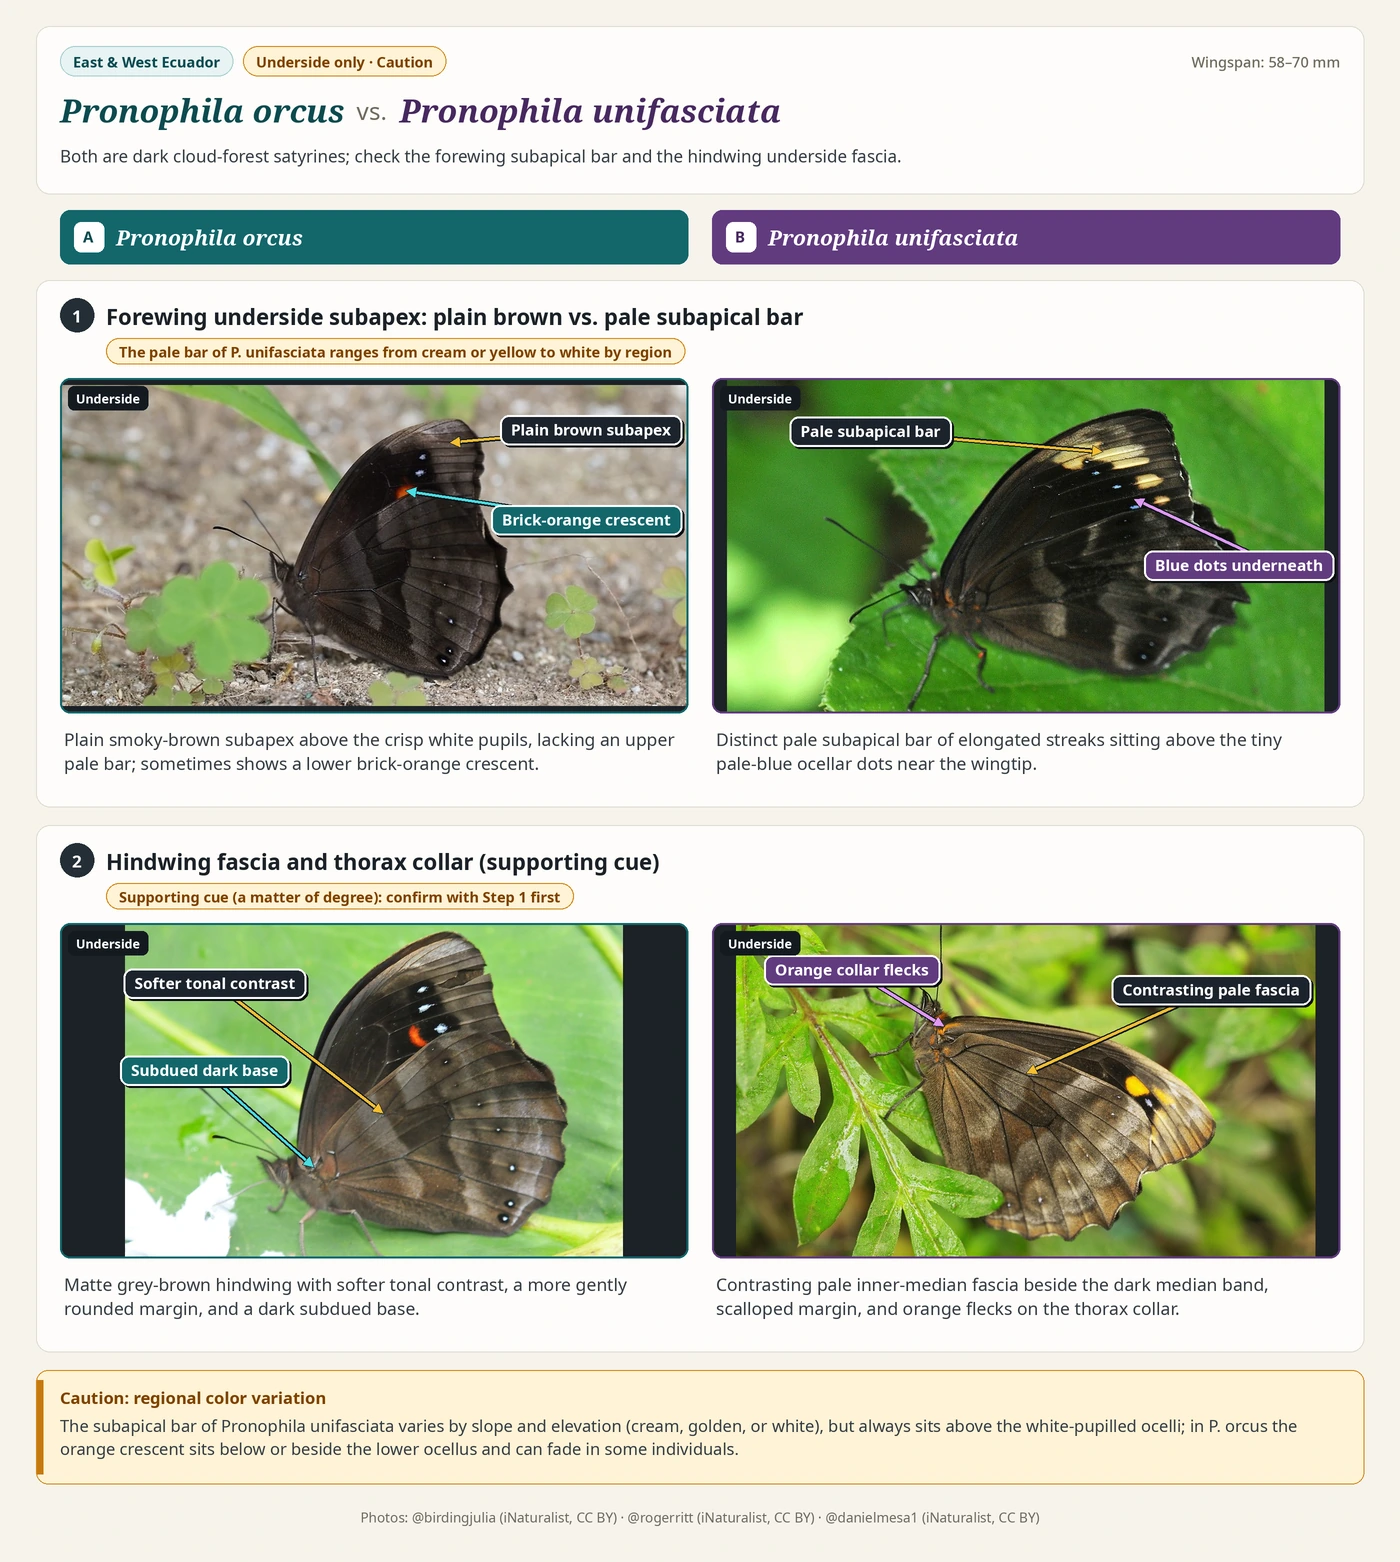 East & West Ecuador
Underside only · Caution
Wingspan: 58–70 mm
Pronophila orcus vs. Pronophila unifasciata
Both are dark cloud-forest satyrines; check the forewing subapical bar and the hindwing underside fascia.
A Pronophila orcus
B Pronophila unifasciata
1 Forewing underside subapex: plain brown vs. pale subapical bar
The pale bar of P. unifasciata ranges from cream or yellow to white by region
Underside
Plain brown subapex
Brick-orange crescent
Underside
Pale subapical bar
Blue dots underneath
Plain smoky-brown subapex above the crisp white pupils, lacking an upper
pale bar; sometimes shows a lower brick-orange crescent.
Distinct pale subapical bar of elongated streaks sitting above the tiny
pale-blue ocellar dots near the wingtip.
2 Hindwing fascia and thorax collar (supporting cue)
Supporting cue (a matter of degree): confirm with Step 1 first
Underside
Softer tonal contrast
Subdued dark base
Underside
Orange collar flecks
Contrasting pale fascia
Matte grey-brown hindwing with softer tonal contrast, a more gently
rounded margin, and a dark subdued base.
Contrasting pale inner-median fascia beside the dark median band,
scalloped margin, and orange flecks on the thorax collar.
Caution: regional color variation
The subapical bar of Pronophila unifasciata varies by slope and elevation (cream, golden, or white), but always sits above the white-pupilled ocelli; in P. orcus the
orange crescent sits below or beside the lower ocellus and can fade in some individuals.
Photos: @birdingjulia (iNaturalist, CC BY) · @rogerritt (iNaturalist, CC BY) · @danielmesa1 (iNaturalist, CC BY)